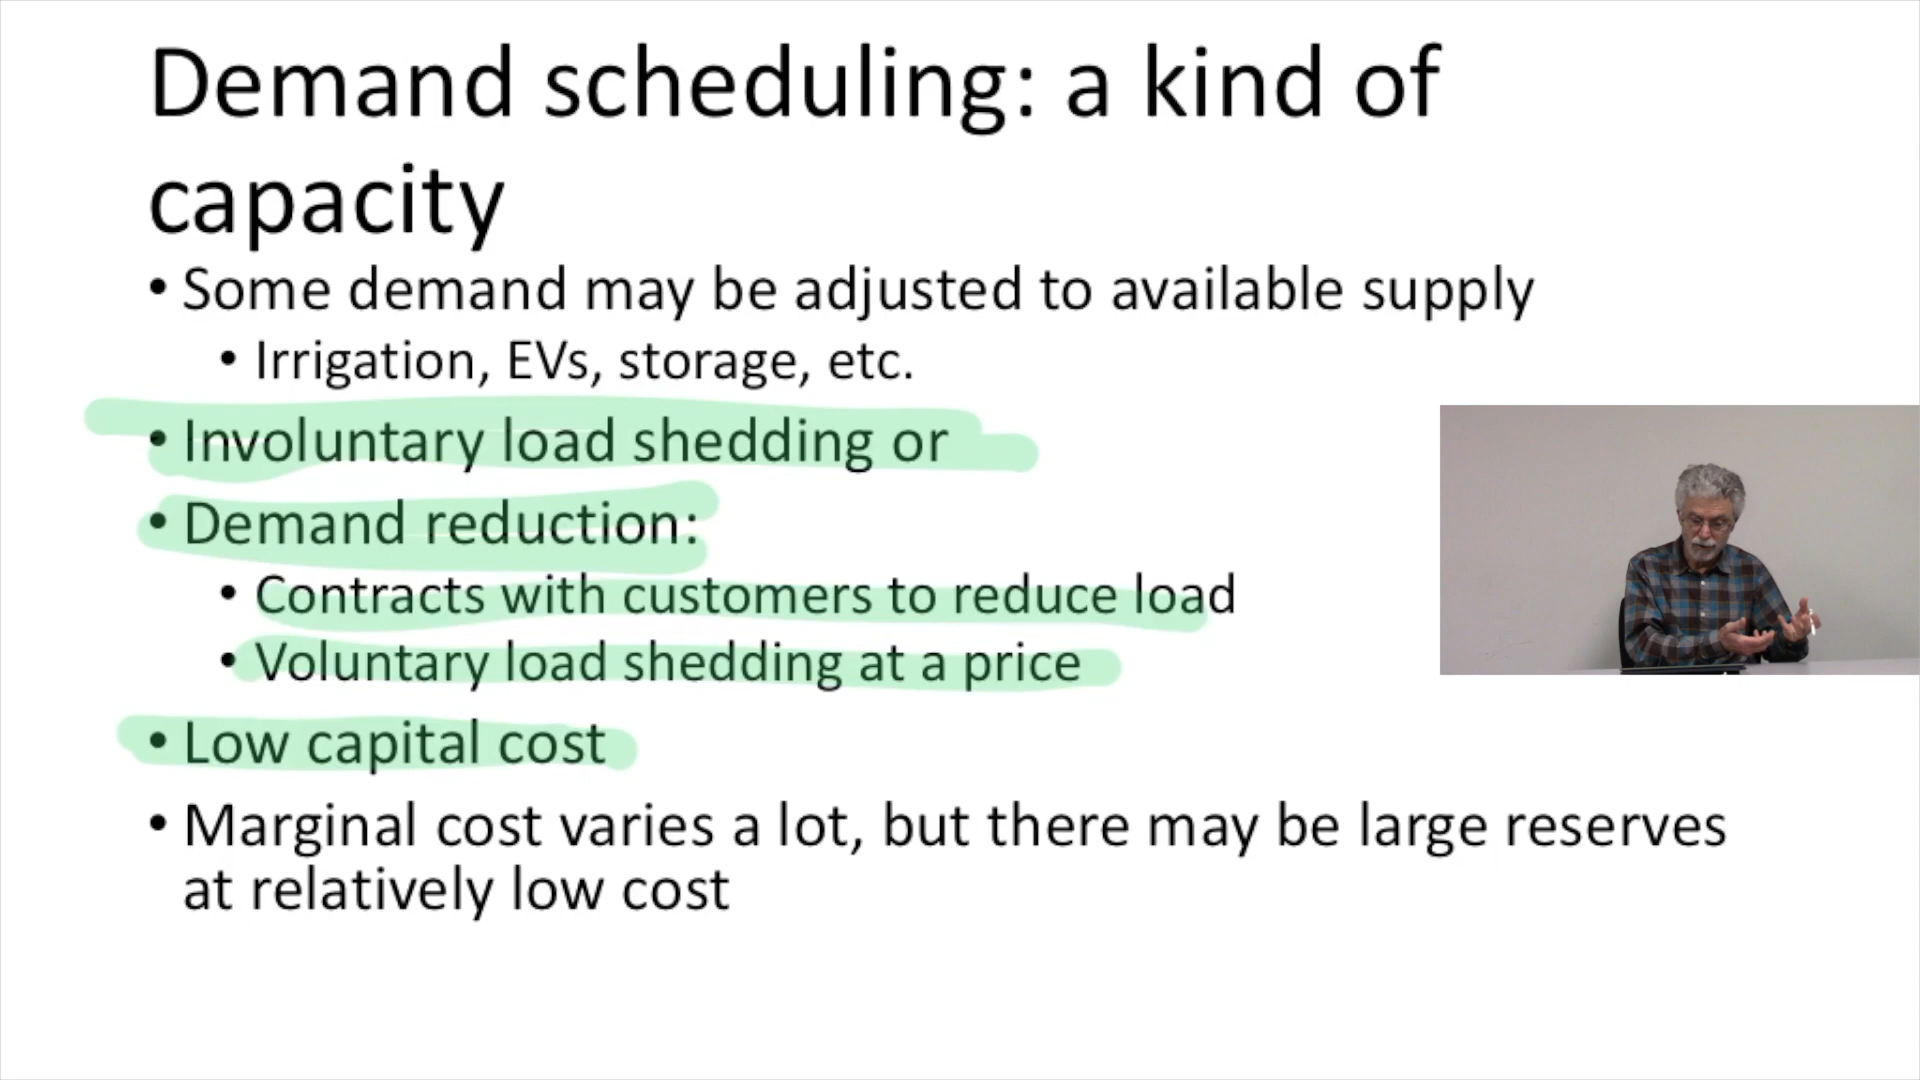 Demand scheduling: a kind of
capacity
• Some demand may be adjusted to available supply
• Irrigation, EVs, storage, etc.
• Involuntary load shedding or
• Demand reduction:
• Contracts with customers to reduce load
• Voluntary load shedding at a price
• Low capital cost
• Marginal cost varies a lot, but there may be large reserves
at relatively low cost